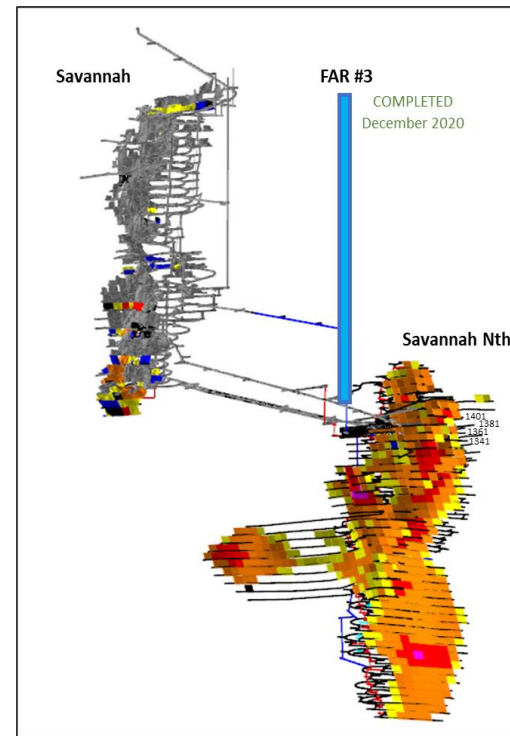 Savannah
FAR #3
COMPLETED
December 2020
Savannah Nth
1401
1381
1361
1341